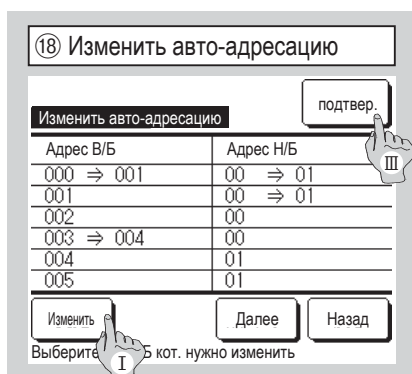 ⑱ Изменить авто-адресацию
подтвер.
Изменить авто-адресацию
III
Адрес В/Б Адрес Н/Б
000 ⇒ 001 00 ⇒ 01
001 00 ⇒ 01
002 00
003 ⇒ 004 00
004 01
005 01
Изменить Далее Назад
I
Выберите Б кот. нужно изменить